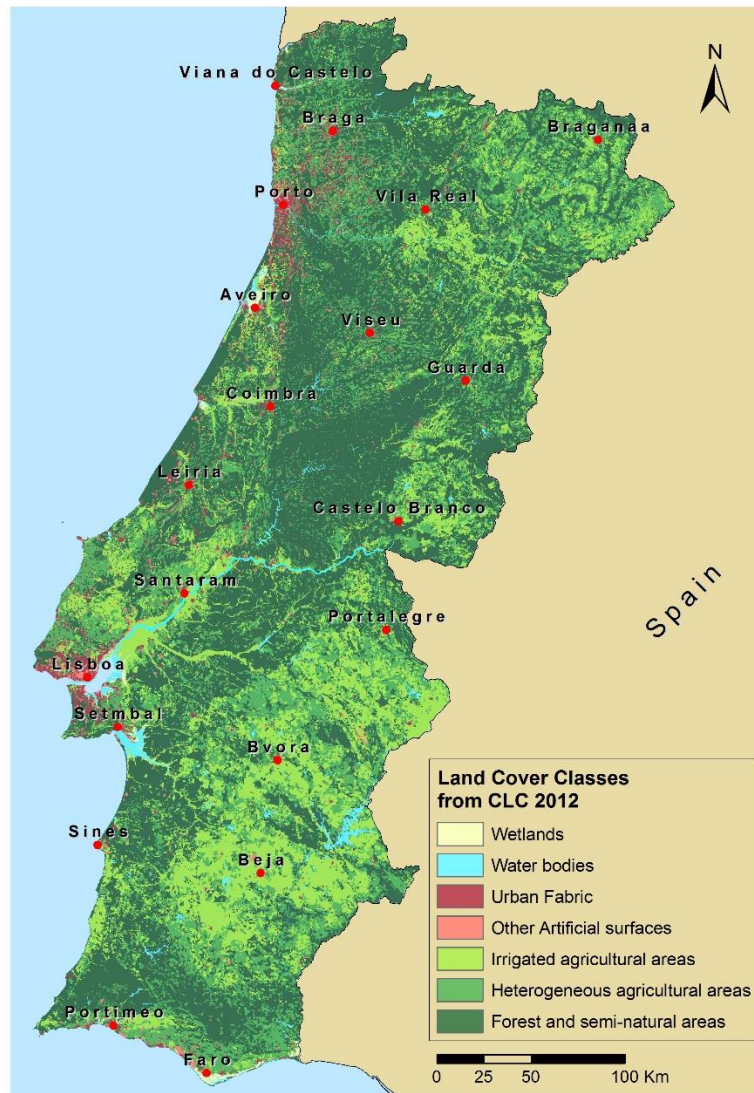 N
Viana do Castelo
Braga
Braganaa
Porto
Vila Real
Aveiro
Viseu
Guarda
Coimbra
Leiria
Castelo Branco
Santaram
Portalegre
Spain
Lisboa
Setmbal
Bvora
Sines
Beja
Portimeo
Faro
Land Cover Classes
from CLC 2012
Wetlands
Water bodies
Urban Fabric
Other Artificial surfaces
Irrigated agricultural areas
Heterogeneous agricultural areas
Forest and semi-natural areas
0 25 50 100 Km